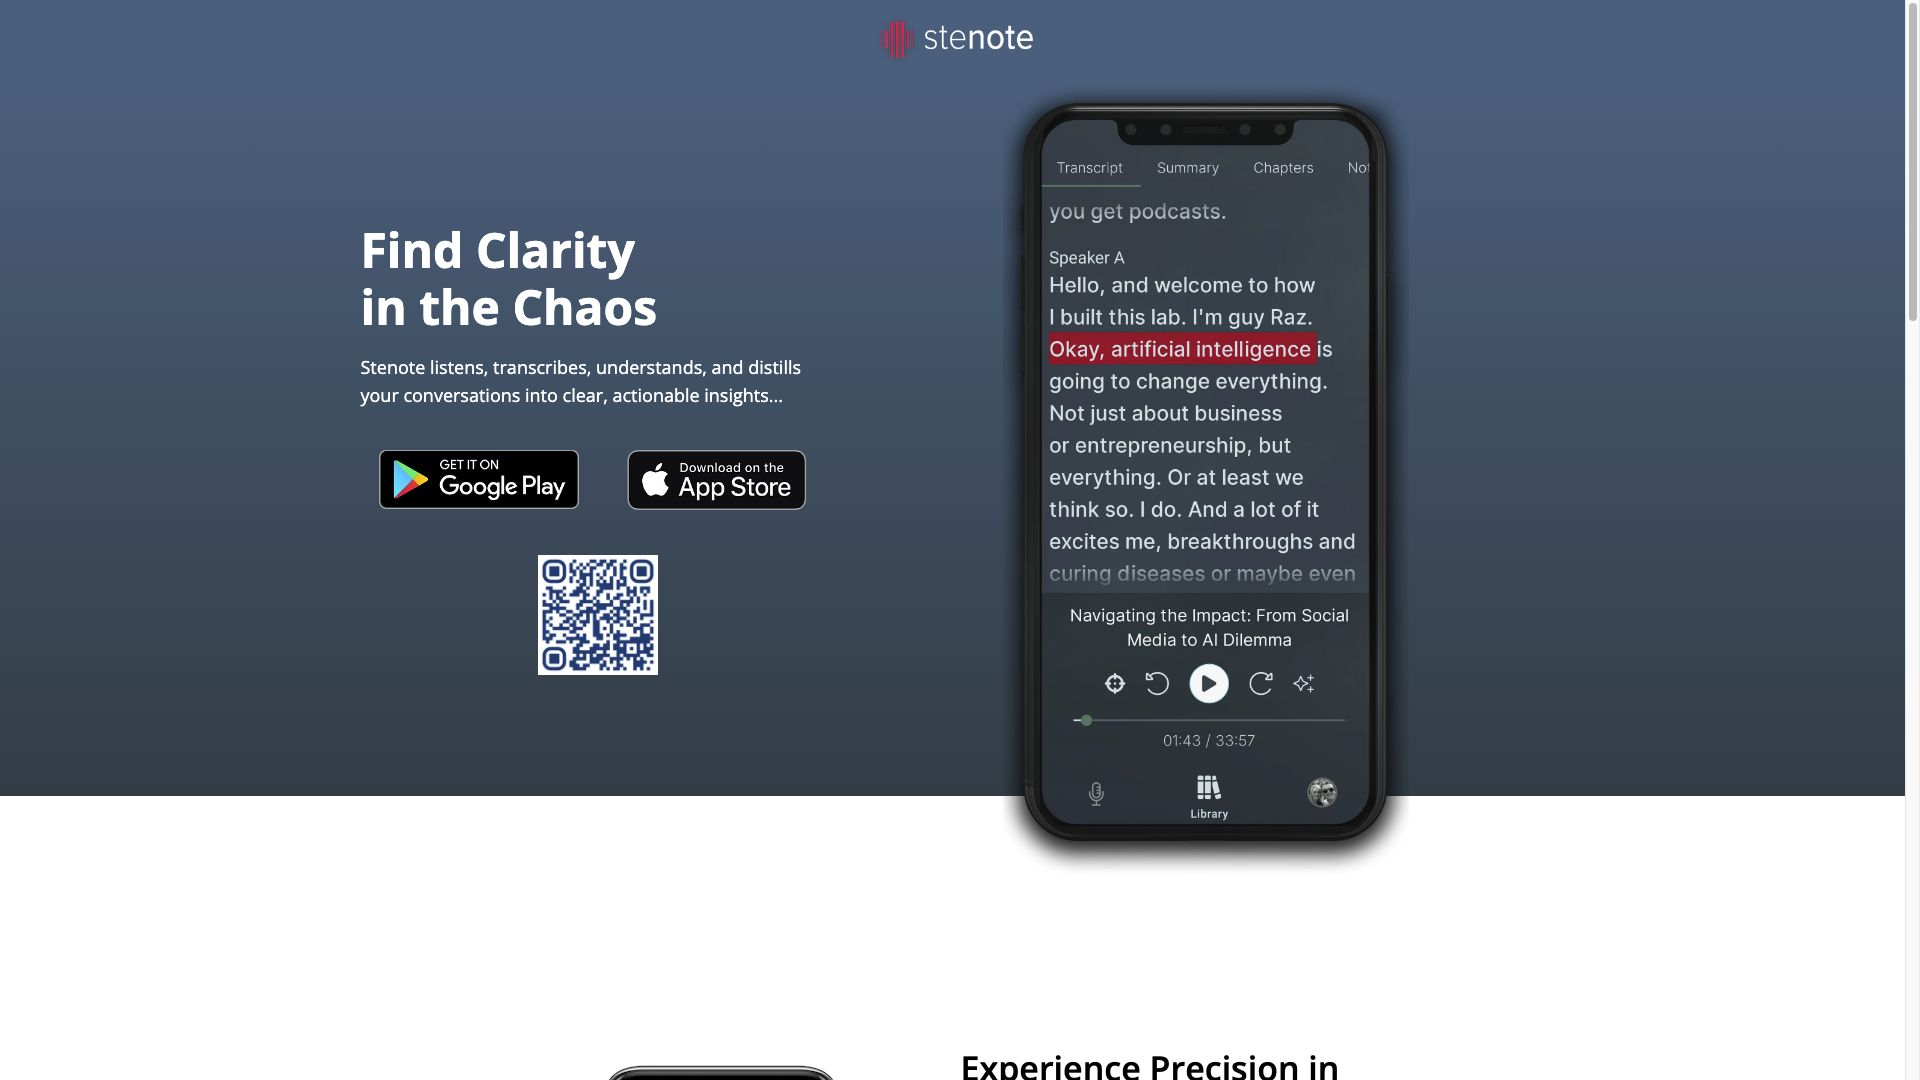 stenote
Find Clarity
in the Chaos
Stenote listens, transcribes, understands, and distills
your conversations into clear, actionable insights...
GET IT ON
Google Play
Download on the
App Store
Transcript Summary Chapters Not
you get podcasts.
Speaker A
Hello, and welcome to how
I built this lab. I'm guy Raz.
Okay, artificial intelligence is
going to change everything.
Not just about business
or entrepreneurship, but
everything. Or at least we
think so. I do. And a lot of it
excites me, breakthroughs and
curing diseases or maybe even
Navigating the Impact: From Social
Media to AI Dilemma
01:43 / 33:57
Library
Experience Precision in